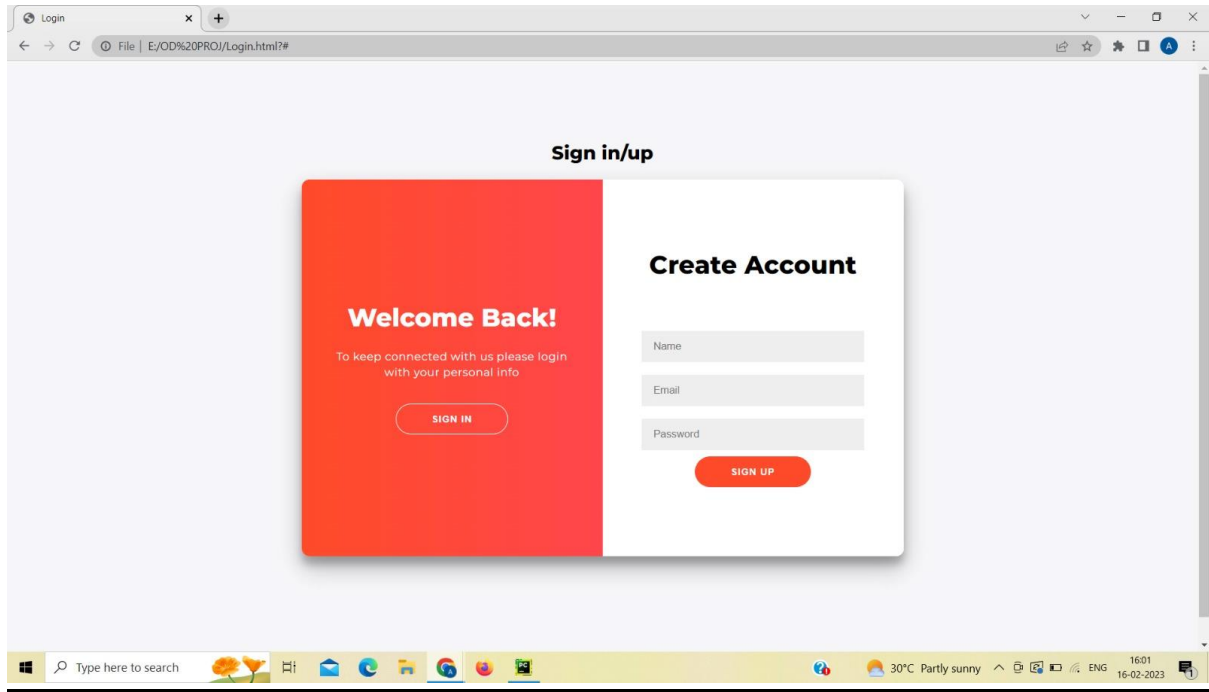 Login
File | E:/OD%20PROJ/Login.html?#
A
Sign in/up
Welcome Back!
To keep connected with us please login
with your personal info
SIGN IN
Create Account
Name
Email
Password
SIGN UP
Type here to search
30°C Partly sunny
ENG
16:01
16-02-2023
1